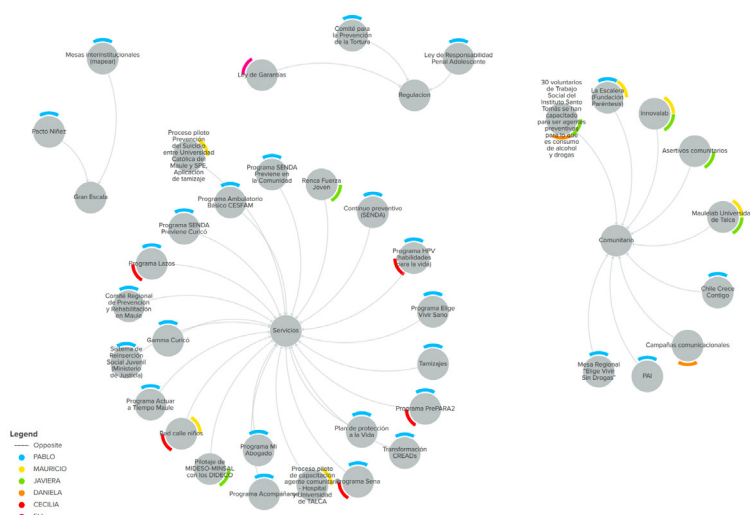 Mesas interinstitucionales
(mapear)
Pacto Niñez
Gran Escala
Comité para
la Prevención
de la Tortura
Ley de Responsabilidad
Penal Adolescente
Ley de Garantías
Regulacion
30 voluntarios
de Trabajo
Social del
Instituto Santo
Tomás se han
capacitado
para ser agentes
preventivos
para lo que
es consumo
de alcohol
y drogas
La Escalera
(Fundación
Paréntesis)
Innovalab
Asertivos comunitarios
Maulelab Universidad
de Talca
Comunitario
Chile Crece
Contigo
Campañas comunicacionales
PAI
Mesa Regional
"Elige Vivir
Sin Drogas"
Proceso piloto
Prevención
del Suicidio
entre Universidad
Católica del
Maule y SPE,
Aplicación
de tamizaje
Programa SENDA
Previene en
la Comunidad
Renca Fuerza
Joven
Programa Ambulatorio
Básico CESFAM
Continuo preventivo
(SENDA)
Programa SENDA
Previene Curicó
Programa HPV
(habilidades
para la vida)
Programa Lazos
Comité Regional
de Prevención
y Rehabilitación
en Maule
Programa Elige
Vivir Sano
Servicios
Gamma Curicó
Sistema de
Reinserción
Social Juvenil
(Ministerio
de Justicia)
Tamizajes
Programa Actuar
a Tiempo Maule
Programa PrePARA2
Red calle niños
Plan de protección
a la Vida
Programa Mi
Abogado
Transformación
CREADs
Pilotaje de
MIDESO-MINSAL
con los DIDECO
Proceso piloto
de capacitación
agente comunitario
- Hospital
y Universidad
de TALCA
Programa Sena
Programa Acompañar
Legend
Opposite
PABLO
MAURICIO
JAVIERA
DANIELA
CECILIA